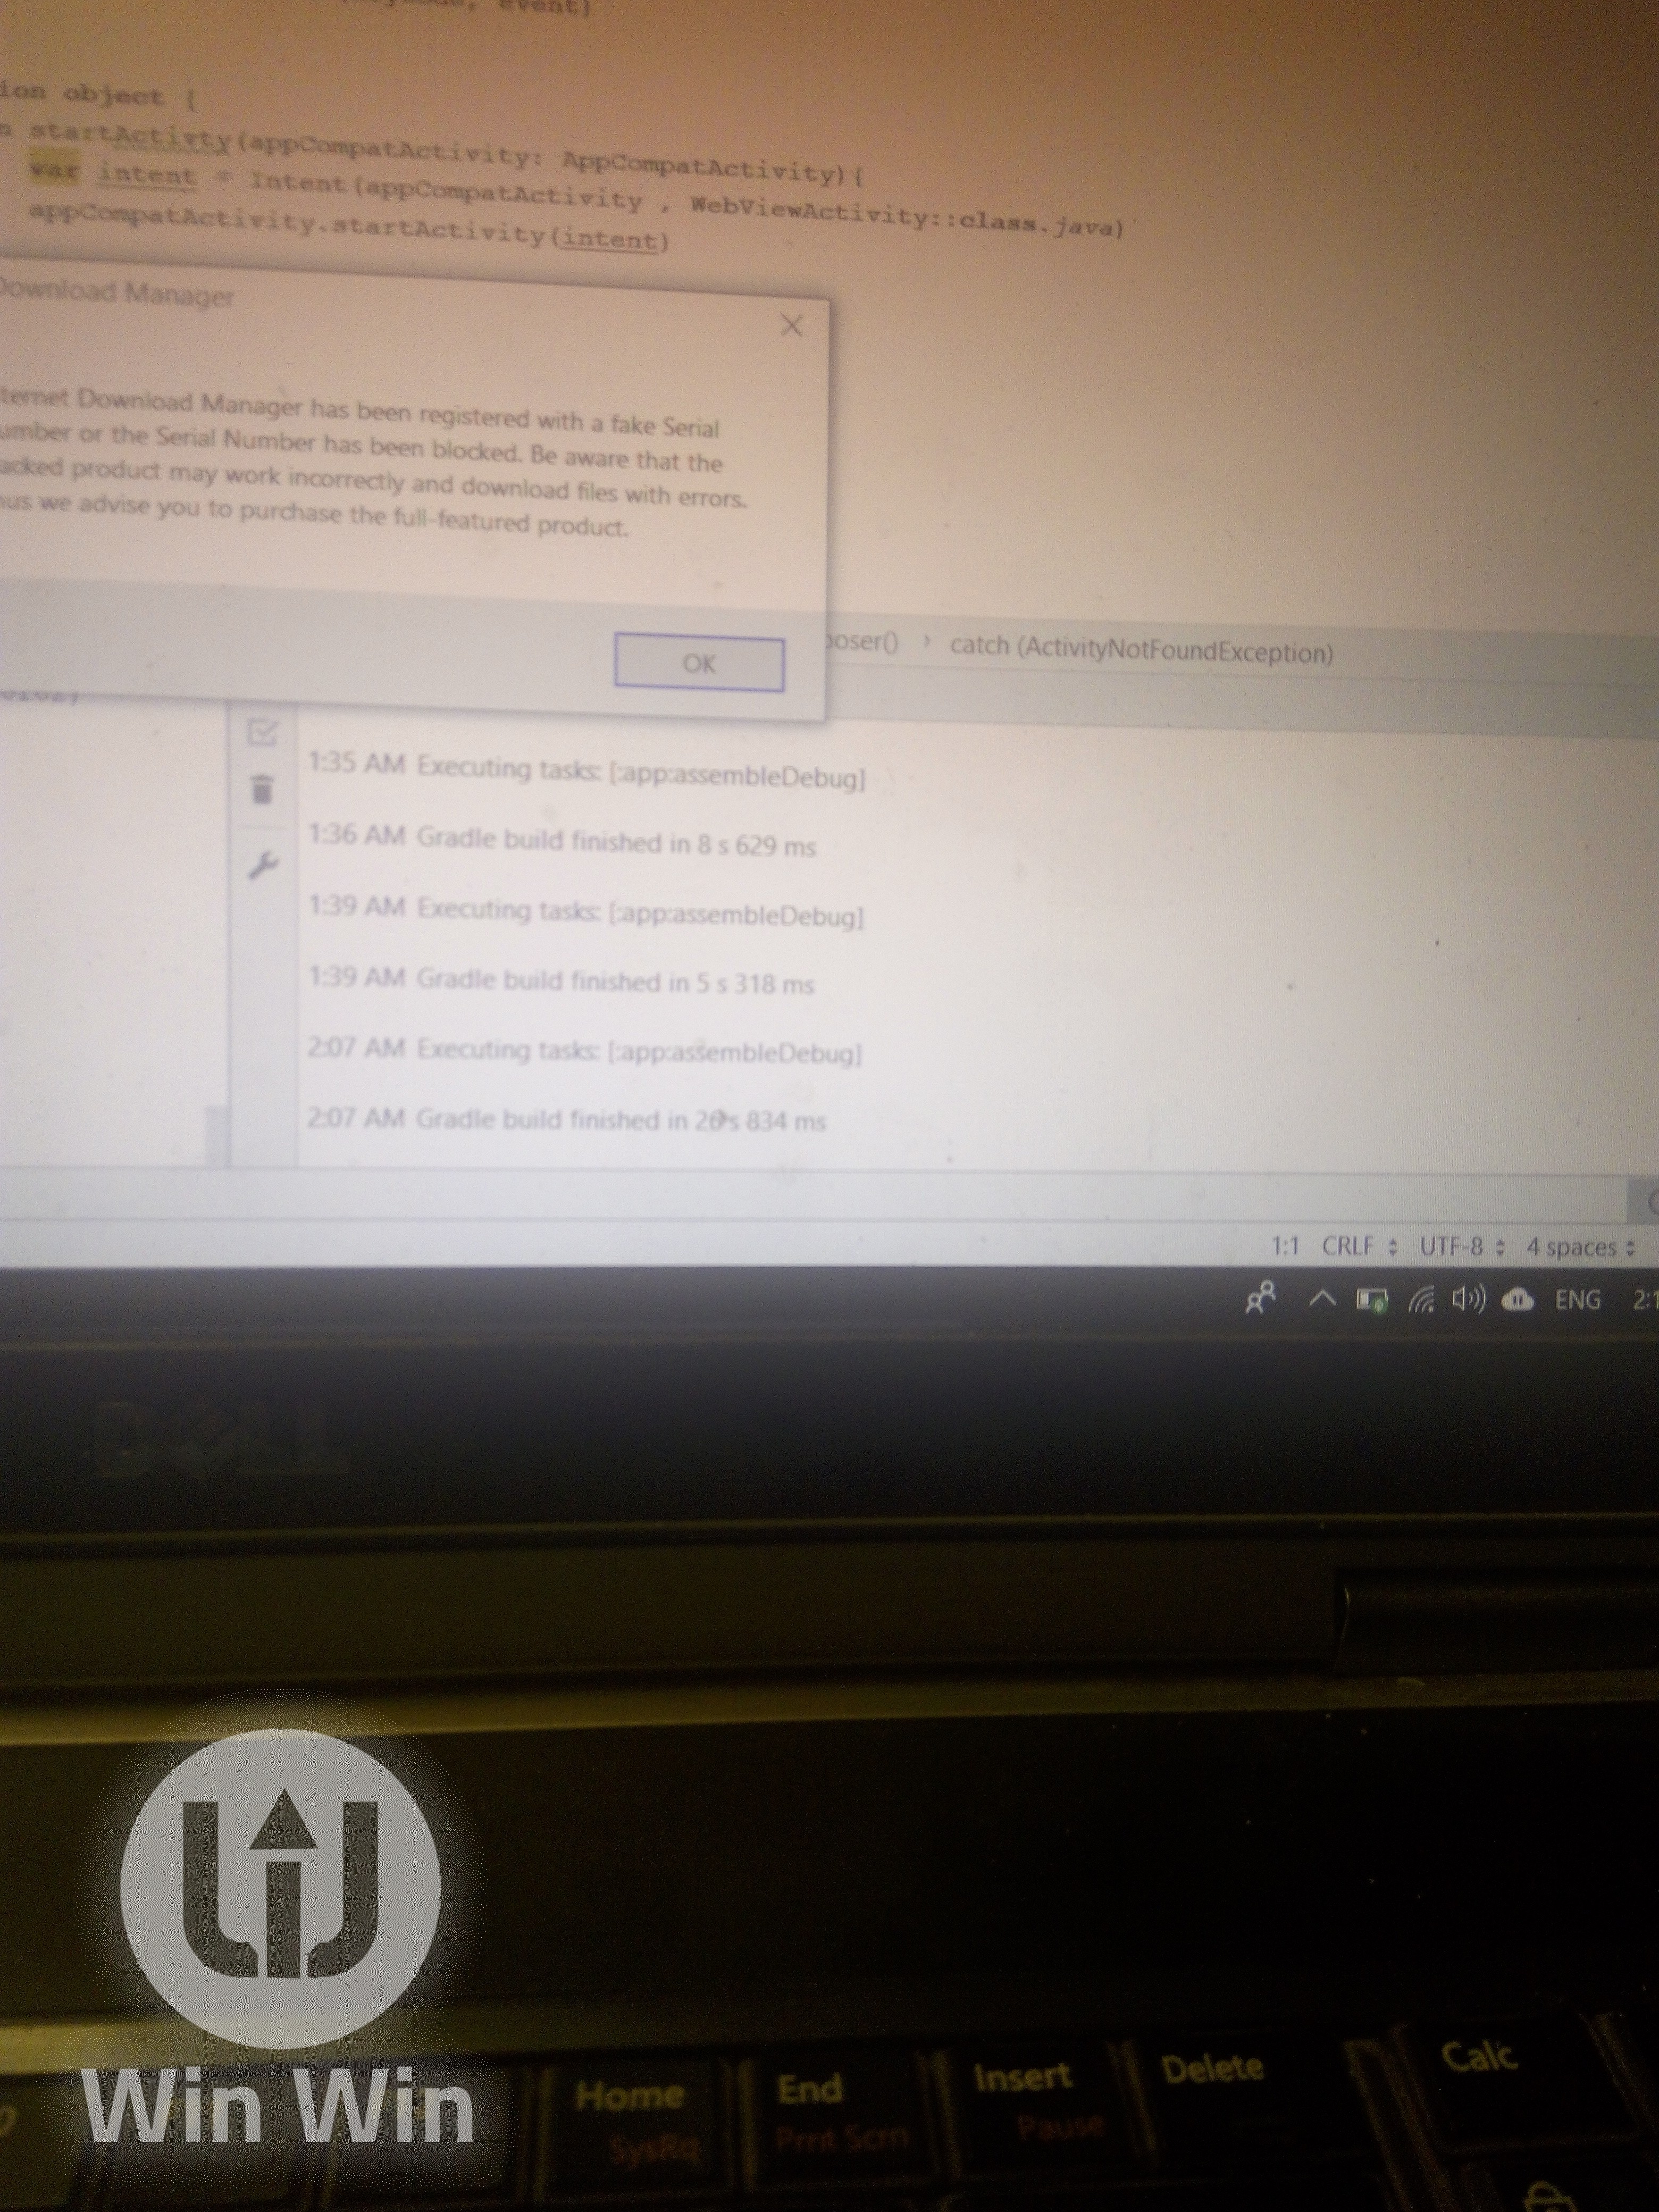 , event)
ion object {
startActivty(appCompatActivity: AppCompatActivity){
var intent = Intent(appCompatActivity , WebViewActivity::class.java)
appCompatActivity.startActivity(intent)
Download Manager
ternet Download Manager has been registered with a fake Serial
umber or the Serial Number has been blocked. Be aware that the
acked product may work incorrectly and download files with errors.
us we advise you to purchase the full-featured product.
OK
oser() › catch (ActivityNotFoundException)
1:35 AM Executing tasks: [:app:assembleDebug]
1:36 AM Gradle build finished in 8 s 629 ms
1:39 AM Executing tasks: [:app:assembleDebug]
1:39 AM Gradle build finished in 5 s 318 ms
2:07 AM Executing tasks: [:app:assembleDebug]
2:07 AM Gradle build finished in 20 s 834 ms
1:1 CRLF UTF-8 4 spaces
ENG 2:1
DELL
Home End Insert Delete Calc
SysRq Prnt Scrn Pause
Win Win